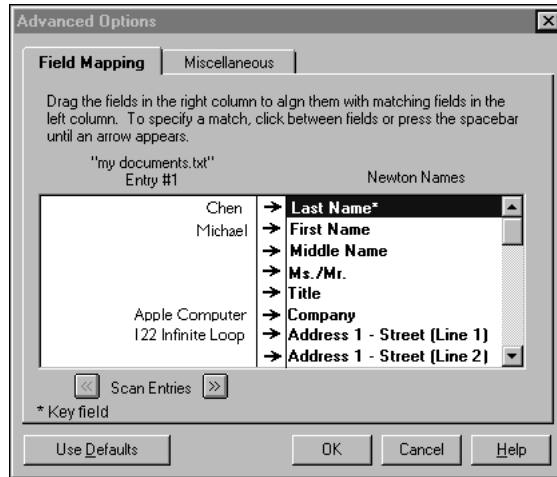 Advanced Options
Field Mapping Miscellaneous
Drag the fields in the right column to algn them with matching fields in the
left column. To specify a match, click between fields or press the spacebar
until an arrow appears.
"my documents.txt"
Entry #1 Newton Names
Chen → Last Name*
Michael → First Name
→ Middle Name
→ Ms./Mr.
→ Title
Apple Computer → Company
122 Infinite Loop → Address 1 - Street (Line 1)
→ Address 1 - Street (Line 2)
<< Scan Entries >>
* Key field
Use Defaults OK Cancel Help